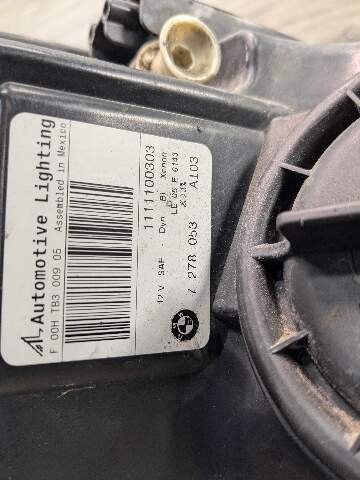 Automotive Lighting
F 00H TB3 009 05 Assembled in Mexico
1111100303
12 V SAE - Dyn Bi Xenon
7 278 053 A103